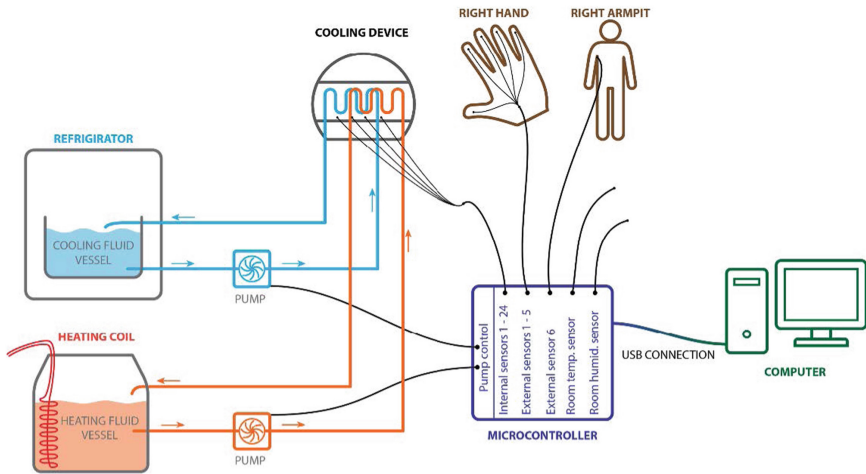 RIGHT HAND
RIGHT ARMPIT
COOLING DEVICE
REFRIGIRATOR
COOLING FLUID
VESSEL
PUMP
HEATING COIL
HEATING FLUID
VESSEL
PUMP
Pump control
Internal sensors 1 - 24
External sensors 1 - 5
External sensor 6
Room temp. sensor
Room humid. sensor
MICROCONTROLLER
USB CONNECTION
COMPUTER